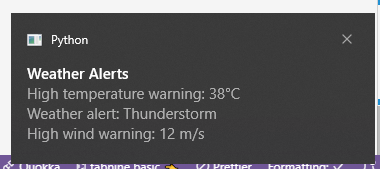 Python
Weather Alerts
High temperature warning: 38°C
Weather alert: Thunderstorm
High wind warning: 12 m/s
Quokka tabnine basic Prettier Formatting: ✓